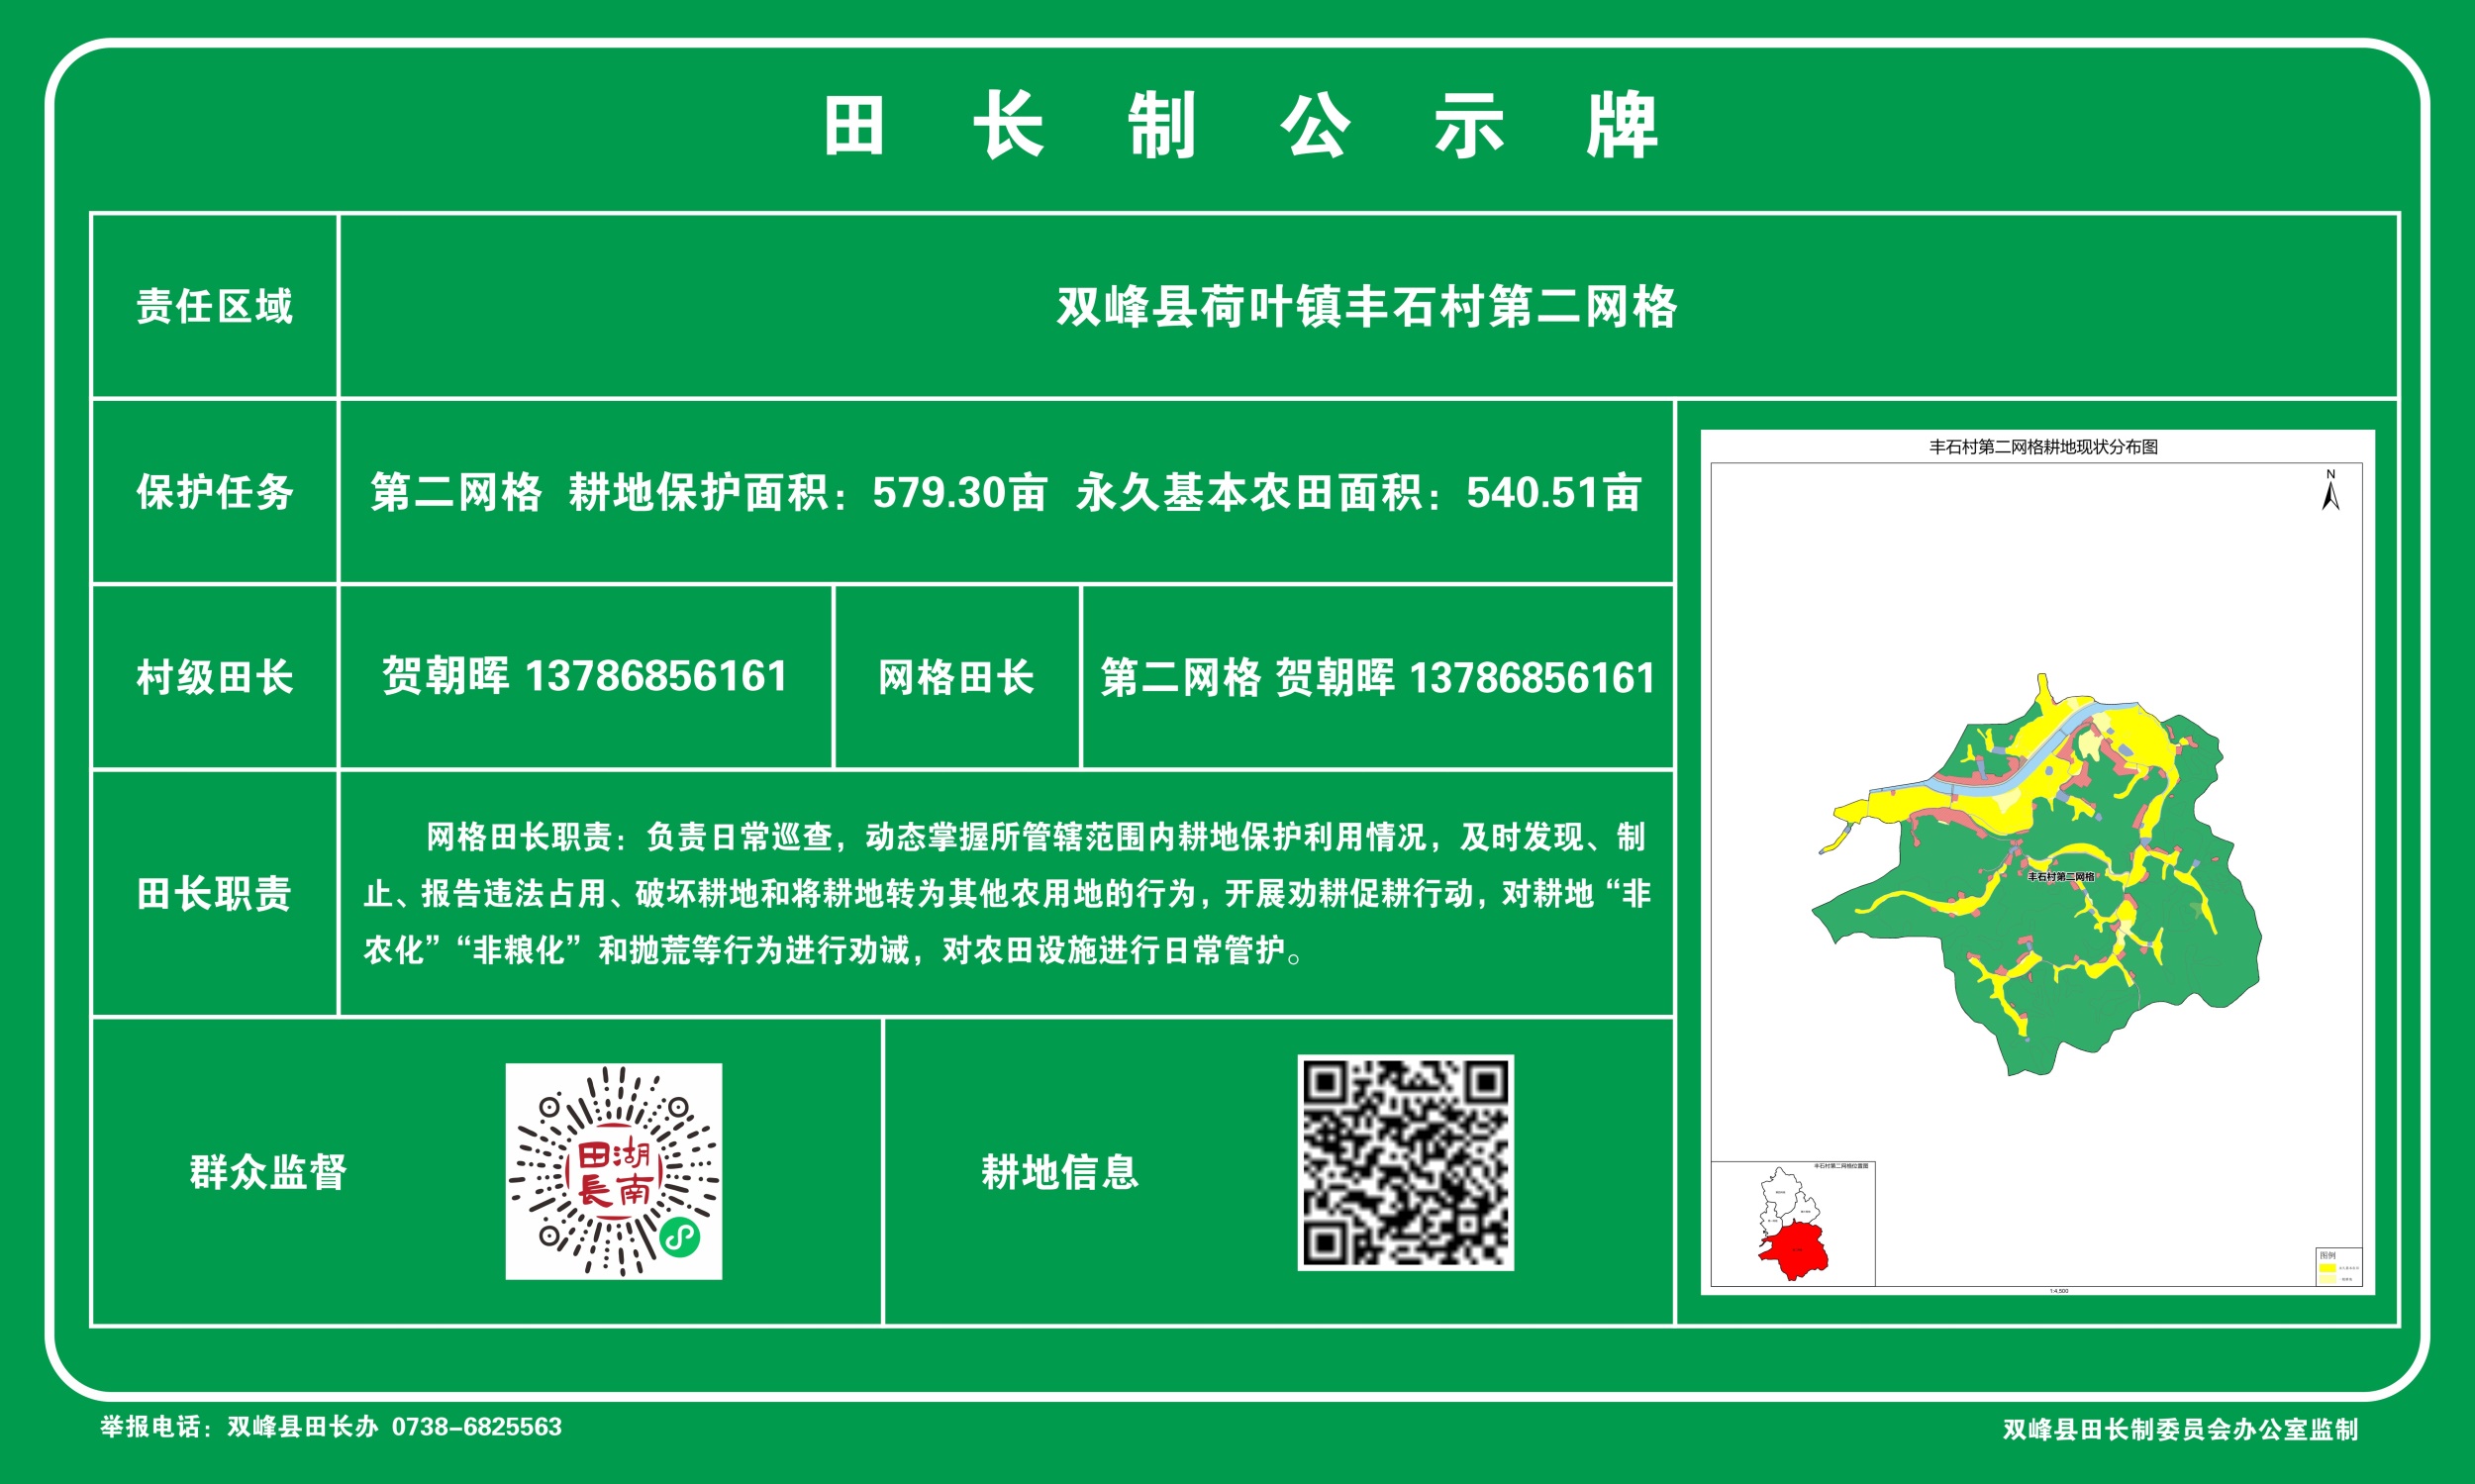 田长制公示牌
责任区域
双峰县荷叶镇丰石村第二网格
保护任务
第二网格 耕地保护面积：579.30亩 永久基本农田面积：540.51亩
村级田长
贺朝晖 13786856161
网格田长
第二网格 贺朝晖 13786856161
田长职责
网格田长职责：负责日常巡查，动态掌握所管辖范围内耕地保护利用情况，及时发现、制
止、报告违法占用、破坏耕地和将耕地转为其他农用地的行为，开展劝耕促耕行动，对耕地“非
农化”“非粮化”和抛荒等行为进行劝诫，对农田设施进行日常管护。
群众监督
湖南
田長
耕地信息
丰石村第二网格耕地现状分布图
N
丰石村第二网格
丰石村第二网格位置图
图例
1:4,500
举报电话：双峰县田长办 0738-6825563
双峰县田长制委员会办公室监制